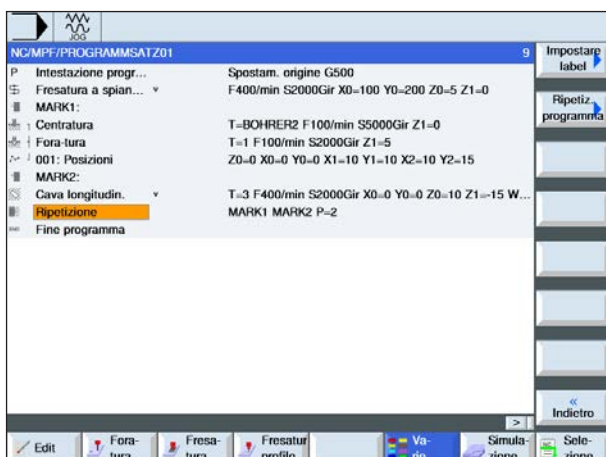 JOG
NC/MPF/PROGRAMMSATZ01 9
P Intestazione progr... Spostam. origine G500
Fresatura a spian... F400/min S2000Gir X0=100 Y0=200 Z0=5 Z1=0
MARK1:
Centratura T=BOHRER2 F100/min S5000Gir Z1=0
Fora-tura T=1 F100/min S2000Gir Z1=5
001: Posizioni Z0=0 X0=0 Y0=0 X1=10 Y1=10 X2=10 Y2=15
MARK2:
Cava longitudin. T=3 F400/min S2000Gir X0=0 Y0=0 Z0=10 Z1=-15 W...
Ripetizione MARK1 MARK2 P=2
END Fine programma
>
Impostare
label
Ripetiz.
programma
«
Indietro
Edit
Fora-
tura
Fresa-
tura
Fresatur
profilo
Va-
rie
Simula-
zione
NC
Sele-
zione